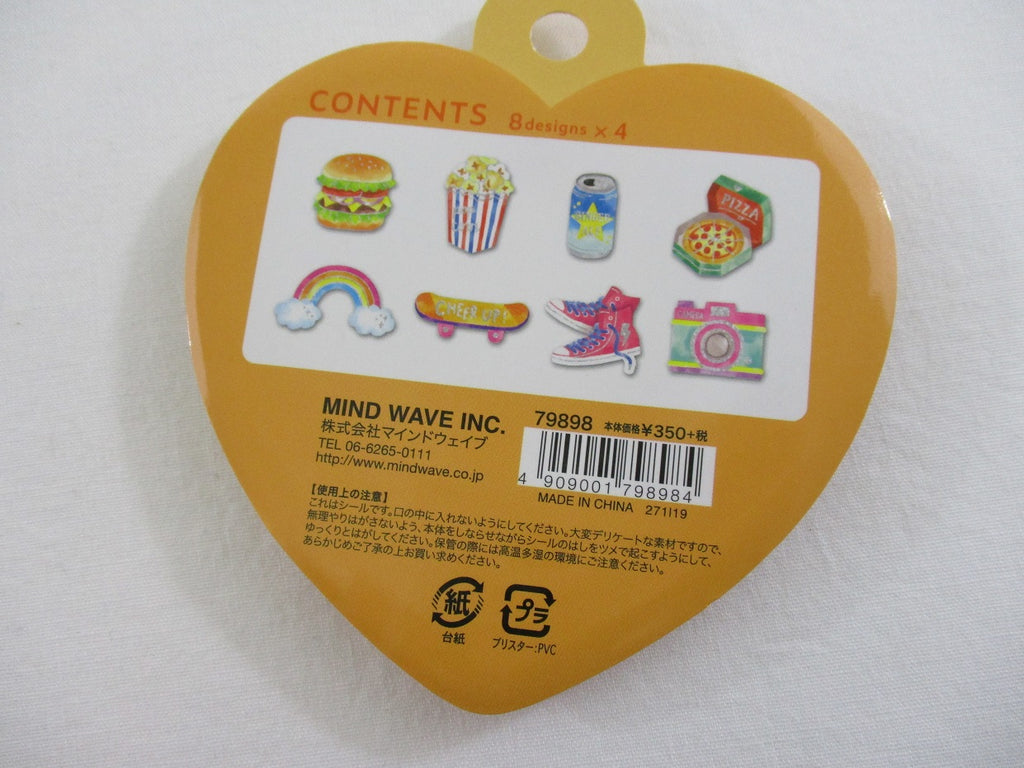 CONTENTS 8designs × 4
PIZZA
CHEER UP!
CAMERA
MIND WAVE INC.
株式会社マインドウェイブ
TEL 06-6265-0111
http://www.mindwave.co.jp
79898 本体価格¥350+税
4 909001 798984
MADE IN CHINA 271I19
【使用上の注意】
これはシールです。口の中に入れないようにしてください。大変デリケートな素材ですので、
無理やりはがさないよう、本体をしならせながらシールのはしをツメで起こすようにして、
ゆっくりとはがしてください。保管の際には高温多湿の環境にご注意ください。
あらかじめご了承の上お買い求めください。
紙
台紙
プラ
ブリスター:PVC